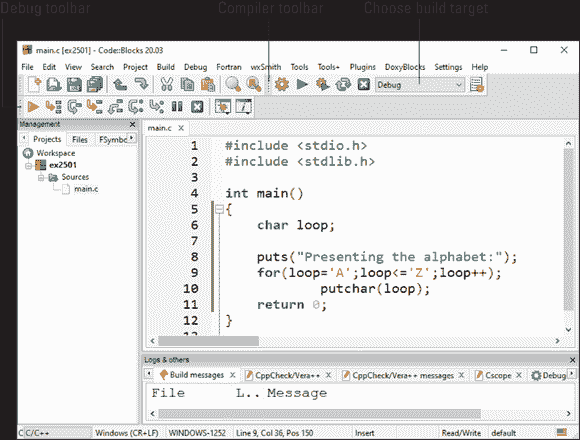 Debug toolbar Compiler toolbar Choose build target
main.c [ex2501] - Code::Blocks 20.03
File Edit View Search Project Build Debug Fortran wxSmith Tools Tools+ Plugins DoxyBlocks Settings Help
Debug
Management
Projects Files FSymbc
main.c
Workspace
ex2501
Sources
main.c
1 #include <stdio.h>
2 #include <stdlib.h>
3
4 int main()
5 {
6 char loop;
7
8 puts("Presenting the alphabet:");
9 for(loop='A';loop<='Z';loop++);
10 putchar(loop);
11 return 0;
12 }
13
Logs & others
Build messages CppCheck/Vera++ CppCheck/Vera++ messages Cscope Debug
File L.. Message
C C/C++ Windows (CR+LF) WINDOWS-1252 Line 9, Col 36, Pos 150 Insert Read/Write default